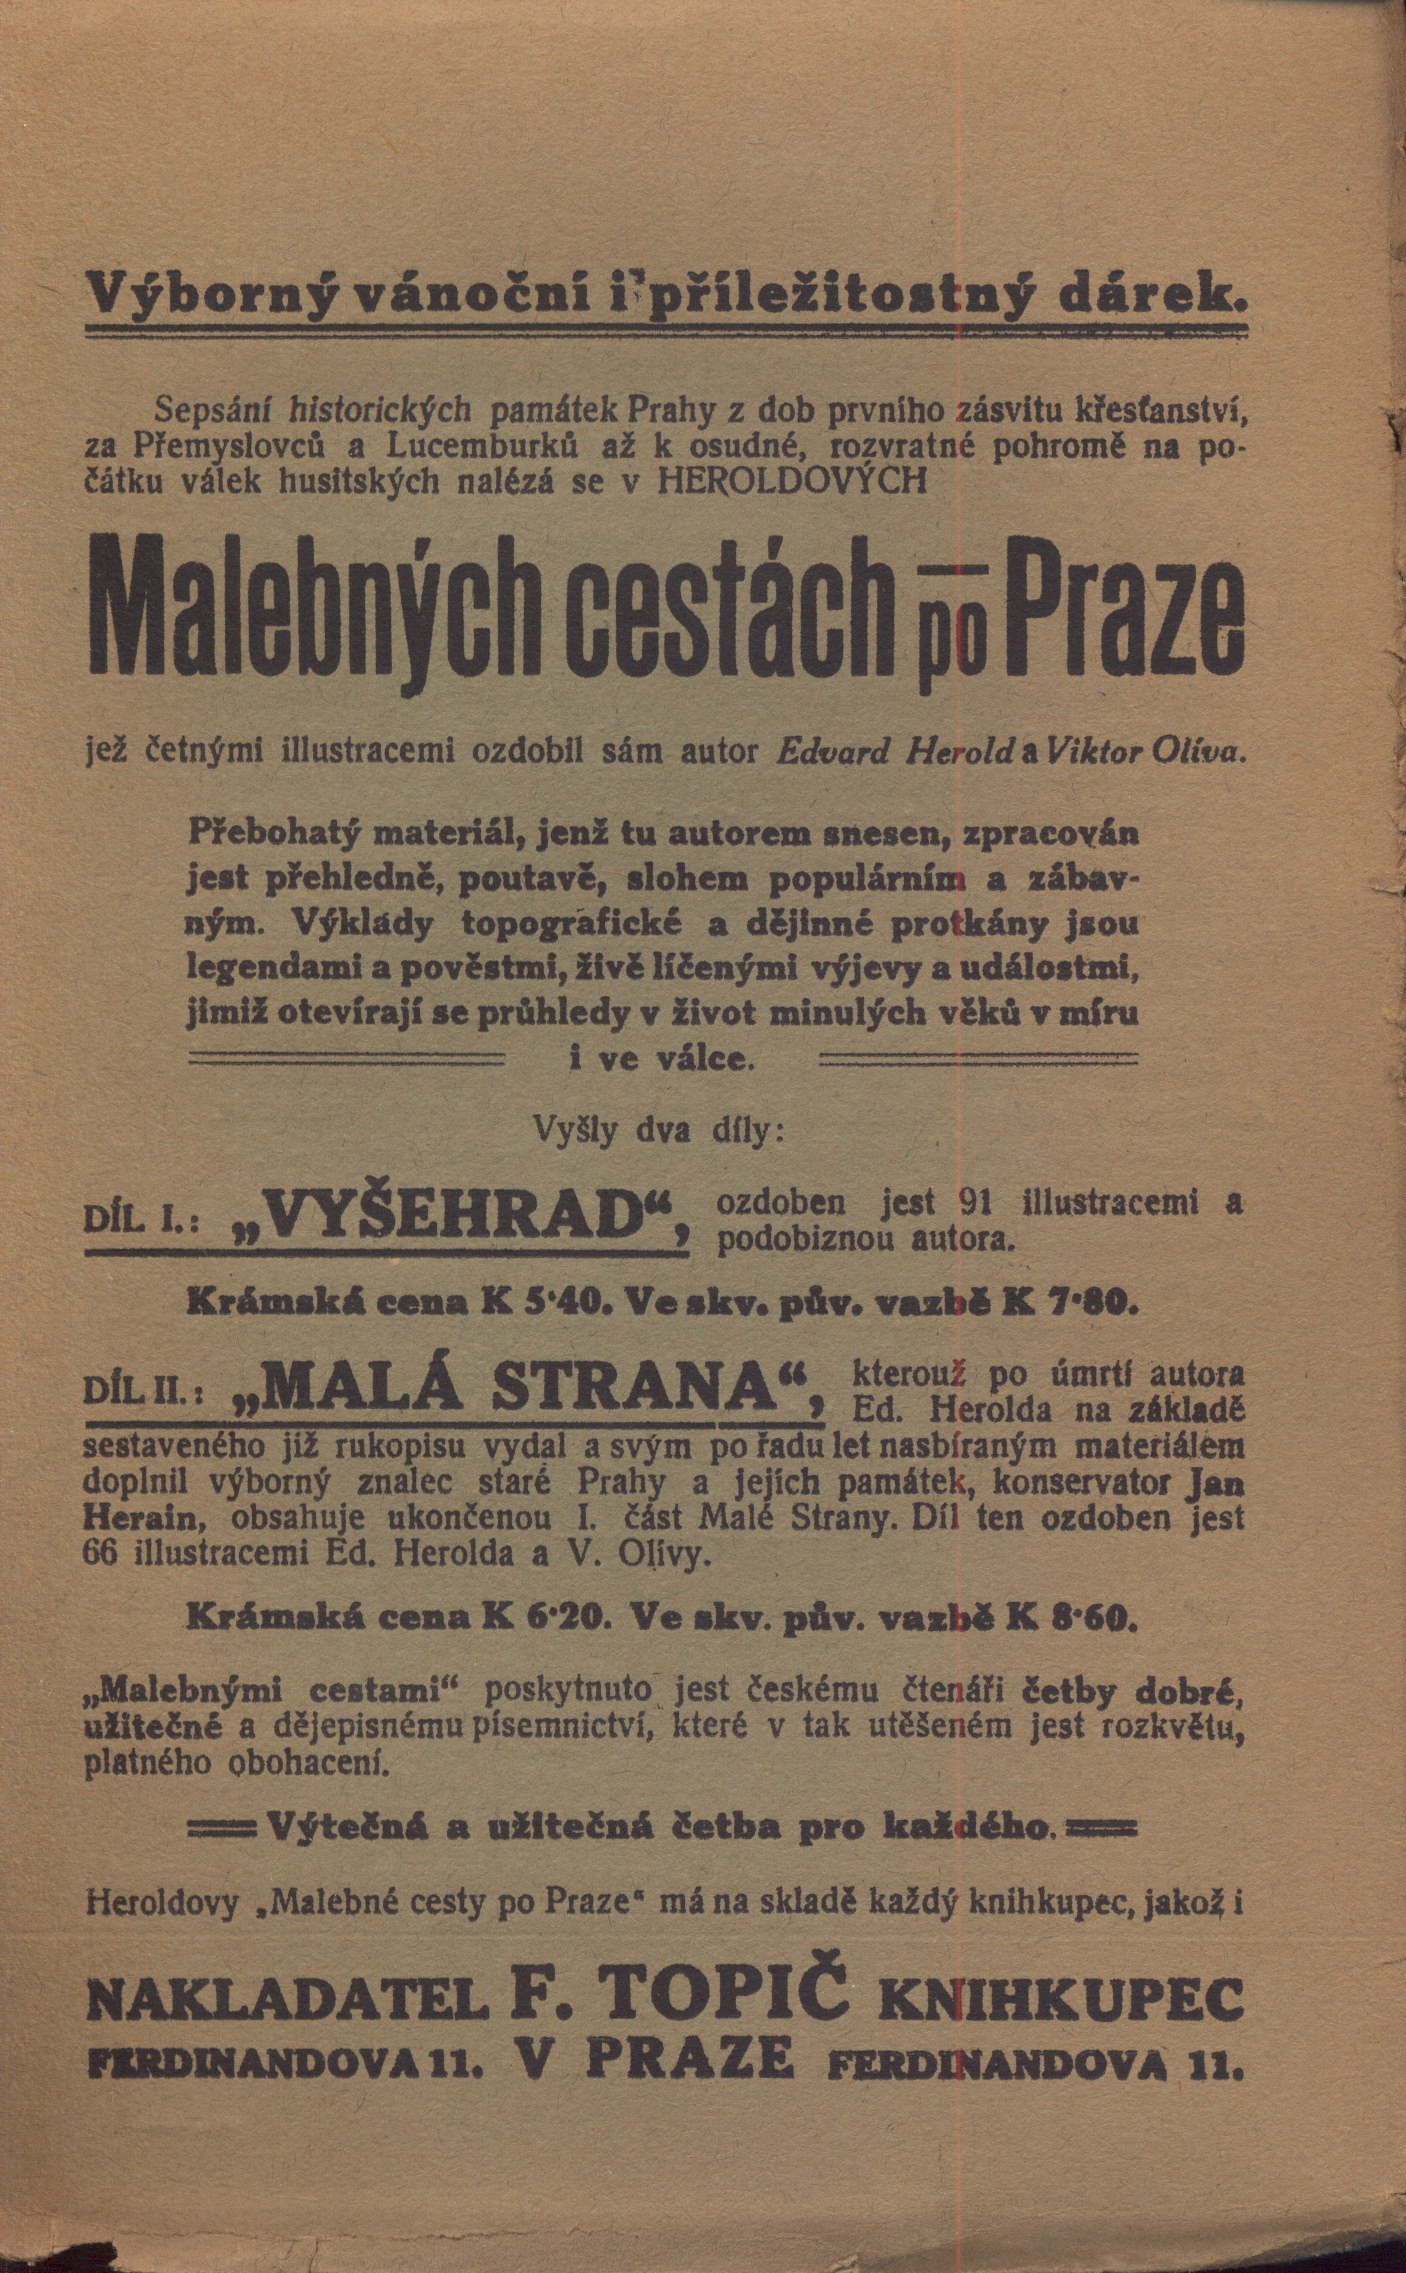 Výborný vánoční i příležitostný dárek.
Sepsání historických památek Prahy z dob prvního zásvitu křesťanství,
za Přemyslovců a Lucemburků až k osudné, rozvratné pohromě na po-
čátku válek husitských nalézá se v HEROLDOVÝCH
Malebných cestách po Praze
jež četnými illustracemi ozdobil sám autor Edvard Herold a Viktor Olíva.
Přebohatý materiál, jenž tu autorem snesen, zpracován
jest přehledně, poutavě, slohem populárním a zábav-
ným. Výklady topografické a dějinné protkány jsou
legendami a pověstmi, živě líčenými výjevy a událostmi,
jimiž otevírají se průhledy v život minulých věků v míru
i ve válce.
Vyšly dva díly:
DÍL I.: „VYŠEHRAD“, ozdoben jest 91 illustracemi a
podobiznou autora.
Krámská cena K 5·40. Ve skv. pův. vazbě K 7·80.
DÍL II.: „MALÁ STRANA“, kterouž po úmrtí autora
Ed. Herolda na základě
sestaveného již rukopisu vydal a svým po řadu let nasbíraným materiálem
doplnil výborný znalec staré Prahy a jejích památek, konservator Jan
Herain, obsahuje ukončenou I. část Malé Strany. Díl ten ozdoben jest
66 illustracemi Ed. Herolda a V. Olívy.
Krámská cena K 6·20. Ve skv. pův. vazbě K 8·60.
„Malebnými cestami“ poskytnuto jest českému čtenáři četby dobré,
užitečné a dějepisnému písemnictví, které v tak utěšeném jest rozkvětu,
platného obohacení.
Výtečná a užitečná četba pro každého.
Heroldovy „Malebné cesty po Praze“ má na skladě každý knihkupec, jakož i
NAKLADATEL F. TOPIČ KNIHKUPEC
FERDINANDOVA 11. V PRAZE FERDINANDOVA 11.